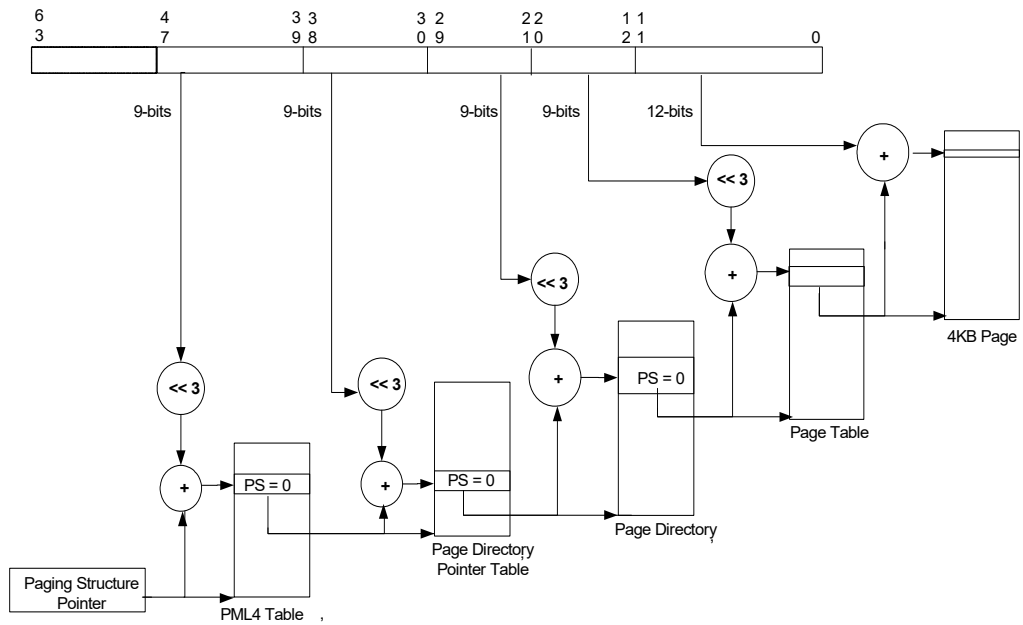 6 4 3 3 3 2 2 1 1
3 7 9 8 0 9 1 0 2 1 0
9-bits 9-bits 9-bits 9-bits 12-bits
+
<< 3
+
4KB Page
<< 3
<< 3
<< 3
+
PS = 0
Page Table
+
PS = 0
+
PS = 0
Page Directory,
Page Directory,
Pointer Table
Paging Structure
Pointer
PML4 Table ,